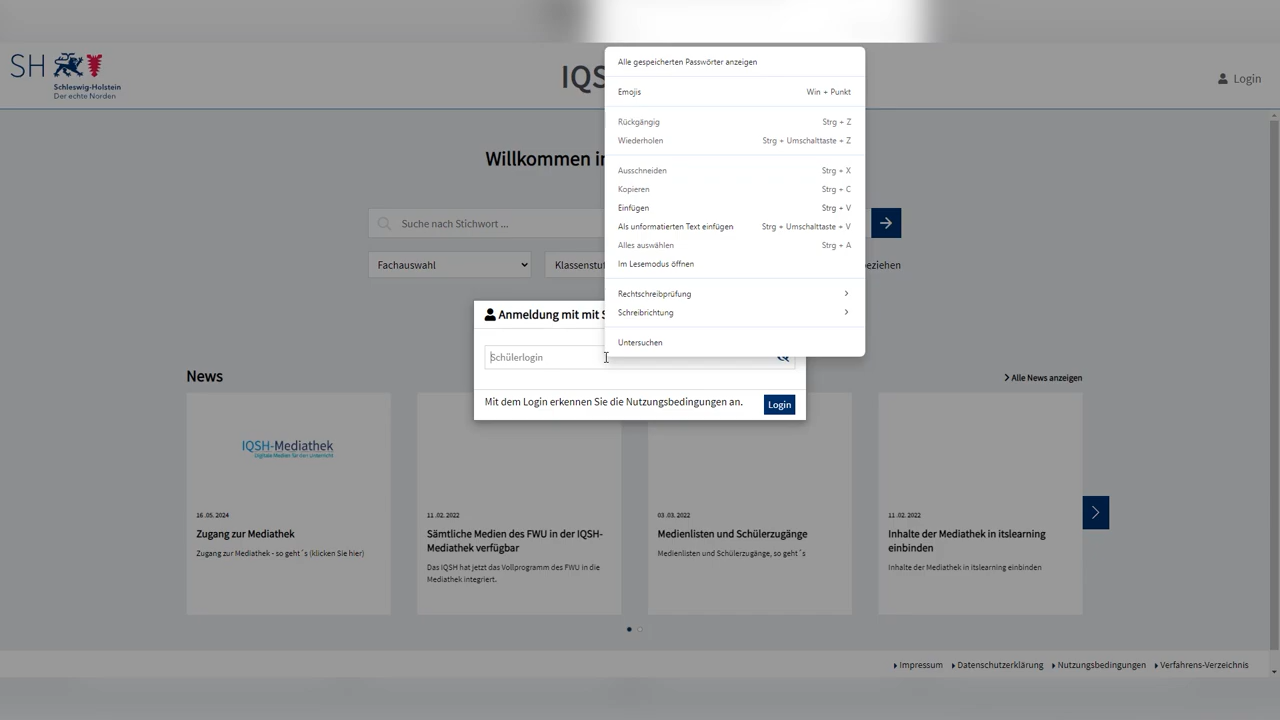 SH
Schleswig-Holstein
Der echte Norden
IQS
Login
Willkommen in
Suche nach Stichwort ...
Fachauswahl
Klassenstuf
eziehen
Alle gespeicherten Passwörter anzeigen
Emojis Win + Punkt
Rückgängig Strg + Z
Wiederholen Strg + Umschalttaste + Z
Ausschneiden Strg + X
Kopieren Strg + C
Einfügen Strg + V
Als unformatierten Text einfügen Strg + Umschalttaste + V
Alles auswählen Strg + A
Im Lesemodus öffnen
Rechtschreibprüfung
Schreibrichtung
Untersuchen
Anmeldung mit mit S
Schülerlogin
Mit dem Login erkennen Sie die Nutzungsbedingungen an.
Login
News
Alle News anzeigen
IQSH-Mediathek
Digitale Medien für den Unterricht
16.05.2024
Zugang zur Mediathek
Zugang zur Mediathek - so geht´s (klicken Sie hier)
11.02.2022
Sämtliche Medien des FWU in der IQSH-
Mediathek verfügbar
Das IQSH hat jetzt das Vollprogramm des FWU in die
Mediathek integriert.
03.03.2022
Medienlisten und Schülerzugänge
Medienlisten und Schülerzugänge, so geht´s
11.02.2022
Inhalte der Mediathek in itslearning
einbinden
Inhalte der Mediathek in itslearning einbinden
Impressum
Datenschutzerklärung
Nutzungsbedingungen
Verfahrens-Verzeichnis